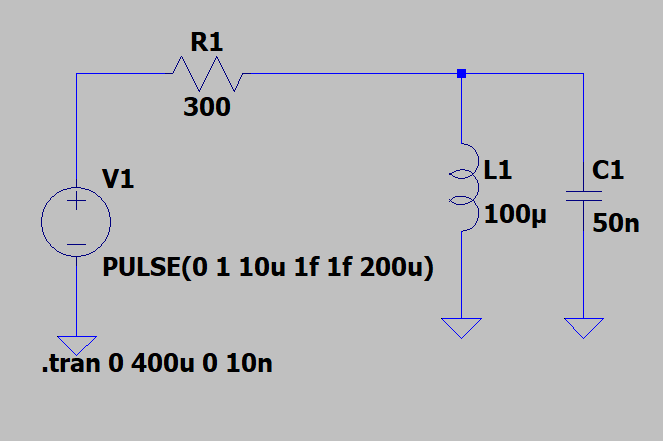 R1
300
V1
L1
C1
100µ
50n
PULSE(0 1 10u 1f 1f 200u)
.tran 0 400u 0 10n